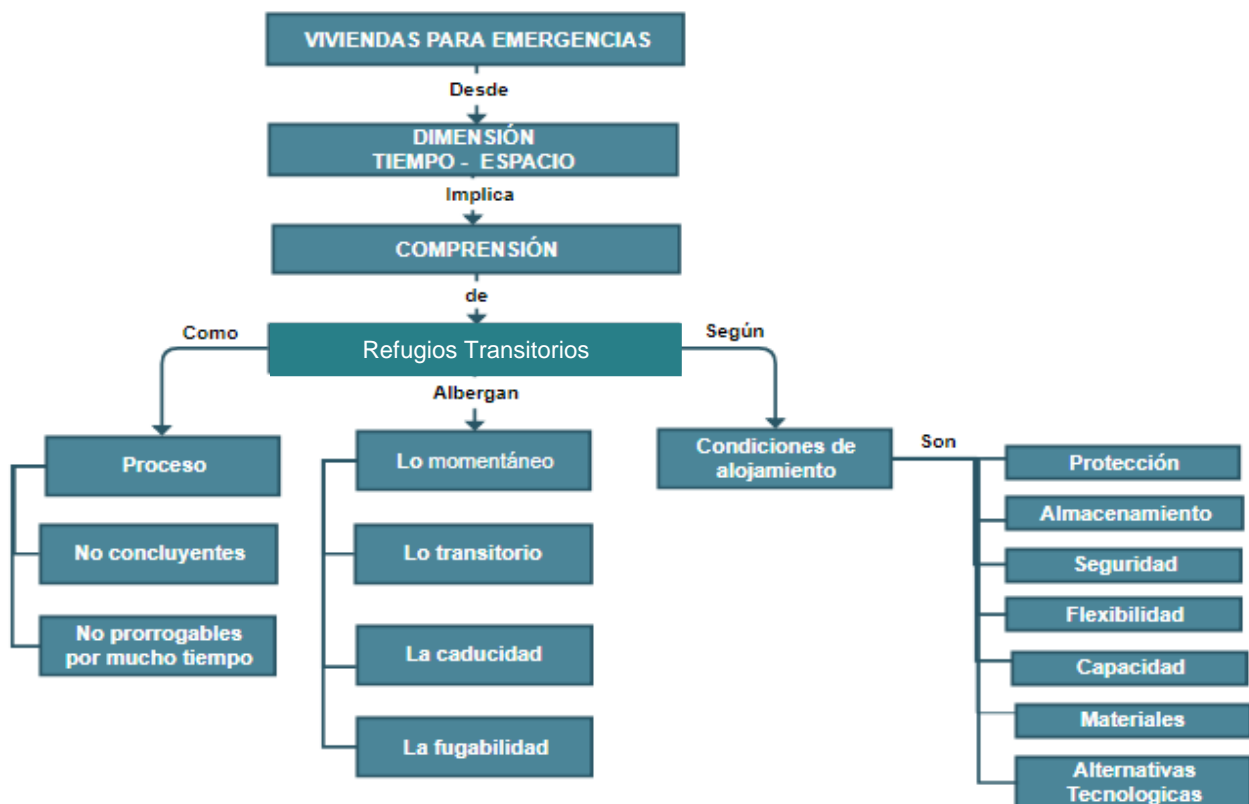 VIVIENDAS PARA EMERGENCIAS
Desde
DIMENSIÓN
TIEMPO - ESPACIO
Implica
COMPRENSIÓN
de
Como
Refugios Transitorios
Según
Albergan
Proceso
No concluyentes
No prorrogables
por mucho tiempo
Lo momentáneo
Lo transitorio
La caducidad
La fugabilidad
Condiciones de
alojamiento
Son
Protección
Almacenamiento
Seguridad
Flexibilidad
Capacidad
Materiales
Alternativas
Tecnologicas